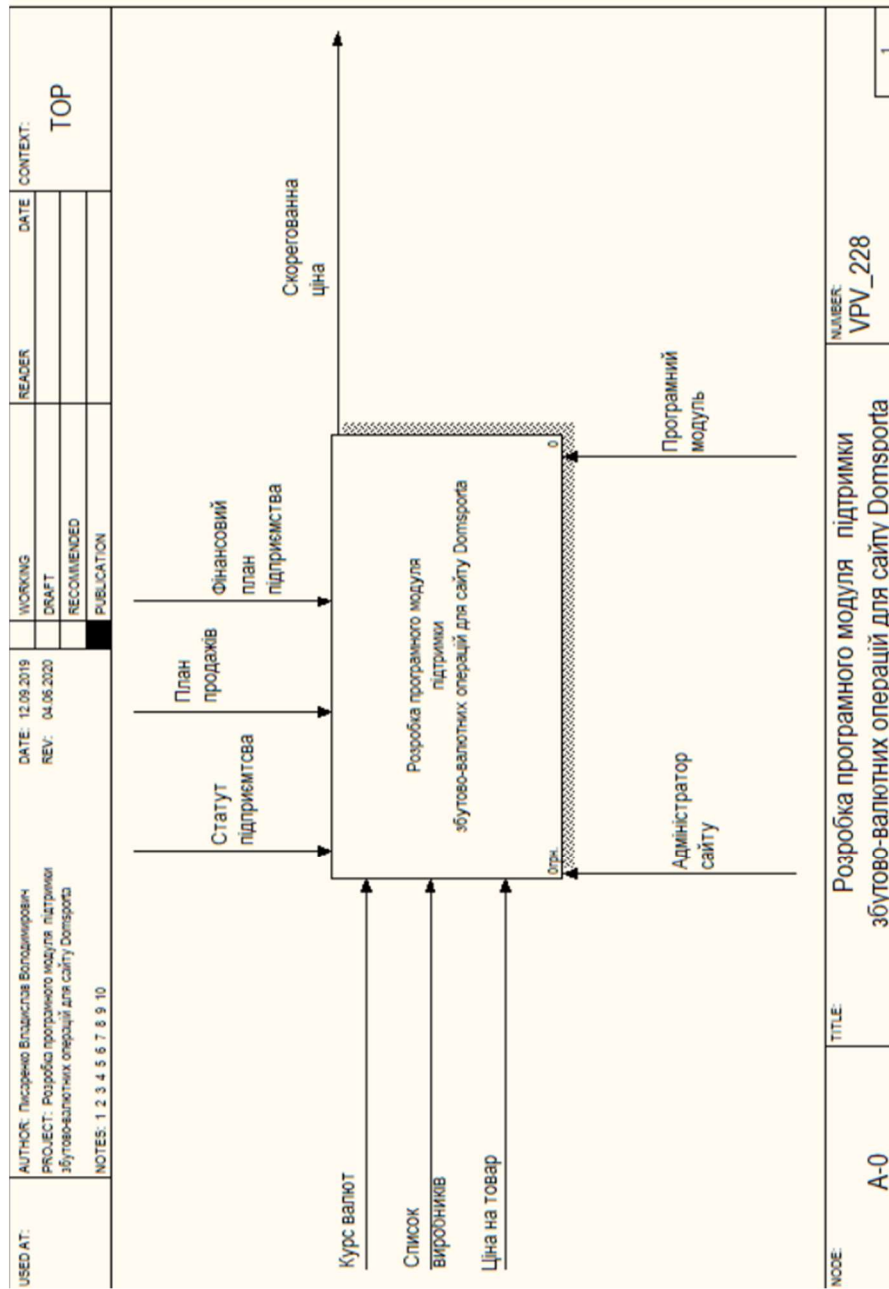 USED AT:
AUTHOR: Писаренко Владислав Володимирович
PROJECT: Розробка програмного модуля підтримки
збутово-валютних операцій для сайту Domsporta
NOTES: 1 2 3 4 5 6 7 8 9 10
DATE: 12.09.2019
REV: 04.06.2020
WORKING
DRAFT
RECOMMENDED
PUBLICATION
READER
DATE
CONTEXT:
TOP
Статут
підприємтсва
План
продажів
Фінансовий
план
підприємства
Курс валют
Список
виробників
Ціна на товар
Розробка програмного модуля
підтримки
збутово-валютних операцій для сайту Domsporta
0грн.
0
Скорегованна
ціна
Адміністратор
сайту
Програмний
модуль
NODE:
A-0
TITLE:
Розробка програмного модуля підтримки
збутово-валютних операцій для сайту Domsporta
NUMBER:
VPV_228
1